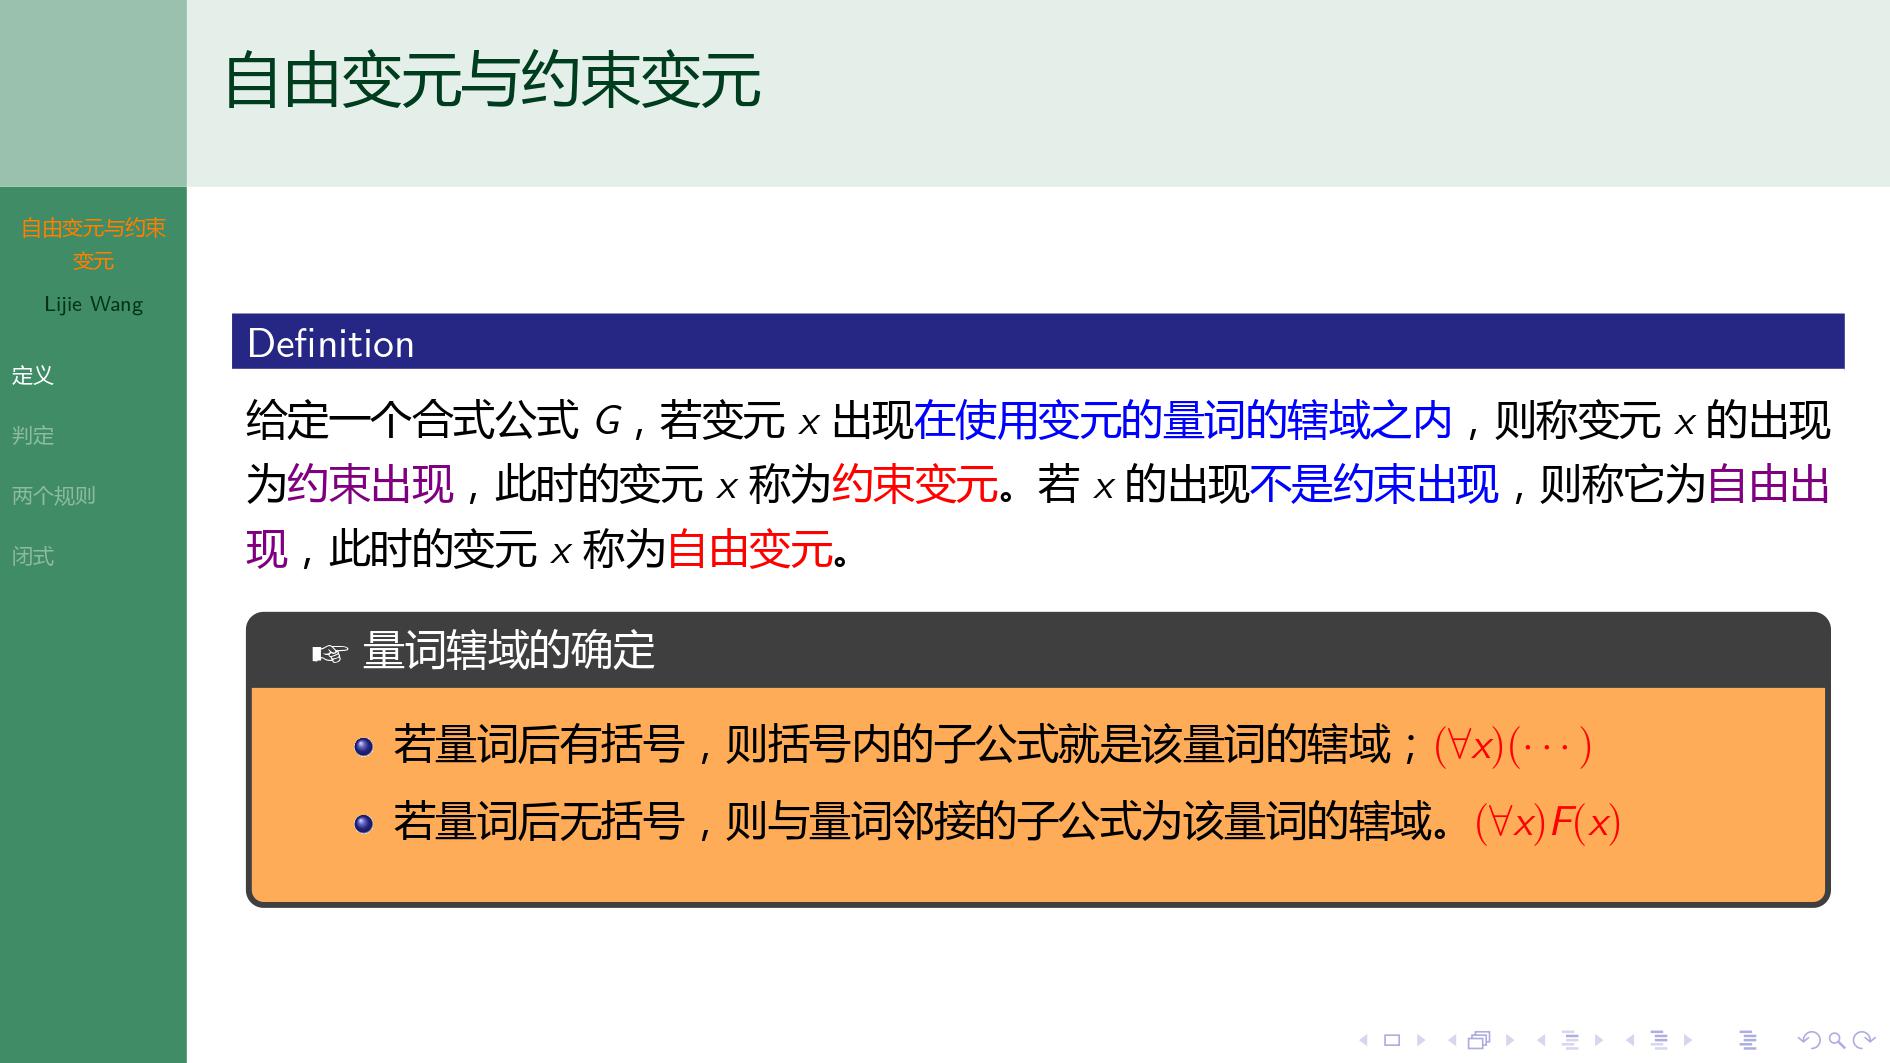 自由变元与约束变元
自由变元与约束
变元
Lijie Wang
定义
判定
两个规则
闭式
Definition
给定一个合式公式 G，若变元 x 出现在使用变元的量词的辖域之内，则称变元 x 的出现
为约束出现，此时的变元 x 称为约束变元。若 x 的出现不是约束出现，则称它为自由出
现，此时的变元 x 称为自由变元。
☞ 量词辖域的确定
若量词后有括号，则括号内的子公式就是该量词的辖域；(∀x)(⋯)
若量词后无括号，则与量词邻接的子公式为该量词的辖域。(∀x)F(x)